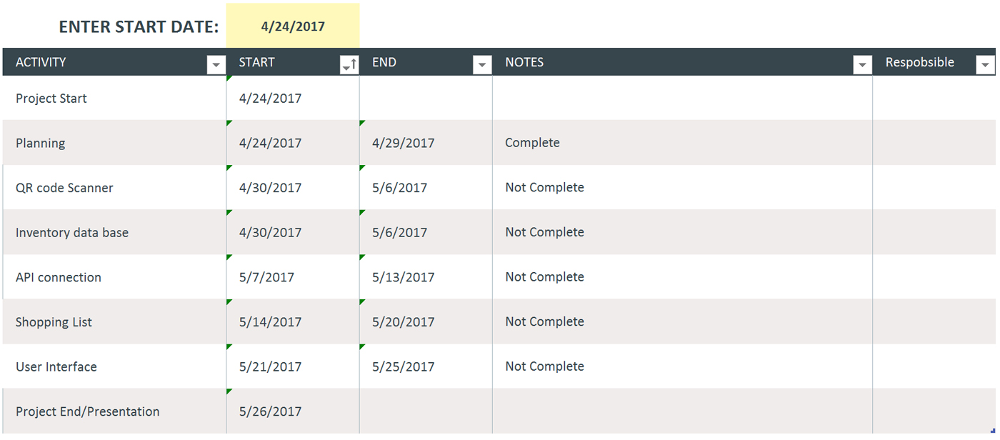 ENTER START DATE: 4/24/2017
ACTIVITY START END NOTES Respobsible
Project Start 4/24/2017
Planning 4/24/2017 4/29/2017 Complete
QR code Scanner 4/30/2017 5/6/2017 Not Complete
Inventory data base 4/30/2017 5/6/2017 Not Complete
API connection 5/7/2017 5/13/2017 Not Complete
Shopping List 5/14/2017 5/20/2017 Not Complete
User Interface 5/21/2017 5/25/2017 Not Complete
Project End/Presentation 5/26/2017